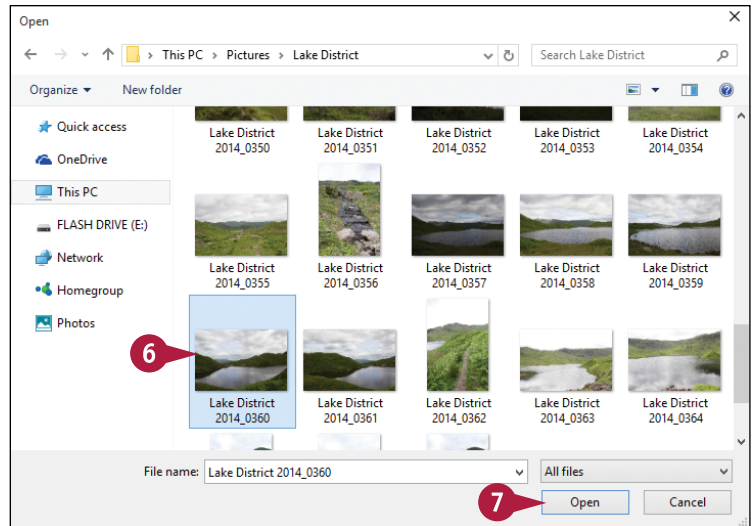 Open
This PC > Pictures > Lake District
Search Lake District
Organize
New folder
Quick access
OneDrive
This PC
FLASH DRIVE (E:)
Network
Homegroup
Photos
Lake District 2014_0350
Lake District 2014_0351
Lake District 2014_0352
Lake District 2014_0353
Lake District 2014_0354
Lake District 2014_0355
Lake District 2014_0356
Lake District 2014_0357
Lake District 2014_0358
Lake District 2014_0359
6
Lake District 2014_0360
Lake District 2014_0361
Lake District 2014_0362
Lake District 2014_0363
Lake District 2014_0364
File name: Lake District 2014_0360
All files
7
Open
Cancel